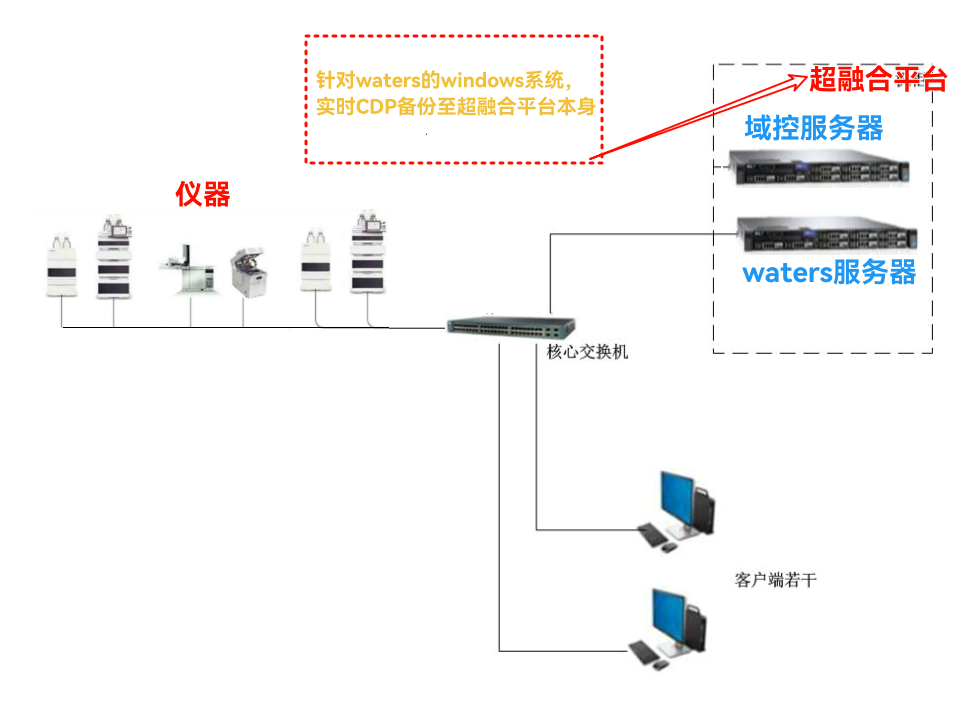 针对waters的windows系统，
实时CDP备份至超融合平台本身
超融合平台
域控服务器
仪器
waters服务器
核心交换机
客户端若干